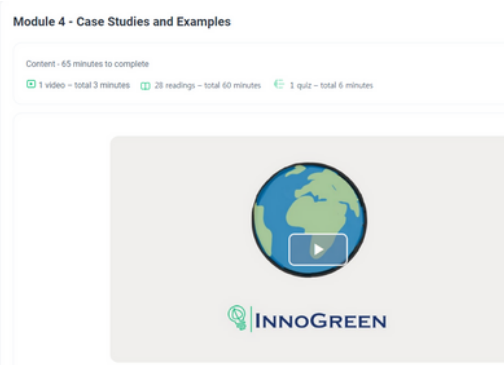 Module 4 - Case Studies and Examples
Content - 65 minutes to complete
1 video – total 3 minutes 28 readings – total 60 minutes 1 quiz – total 6 minutes
INNOGREEN